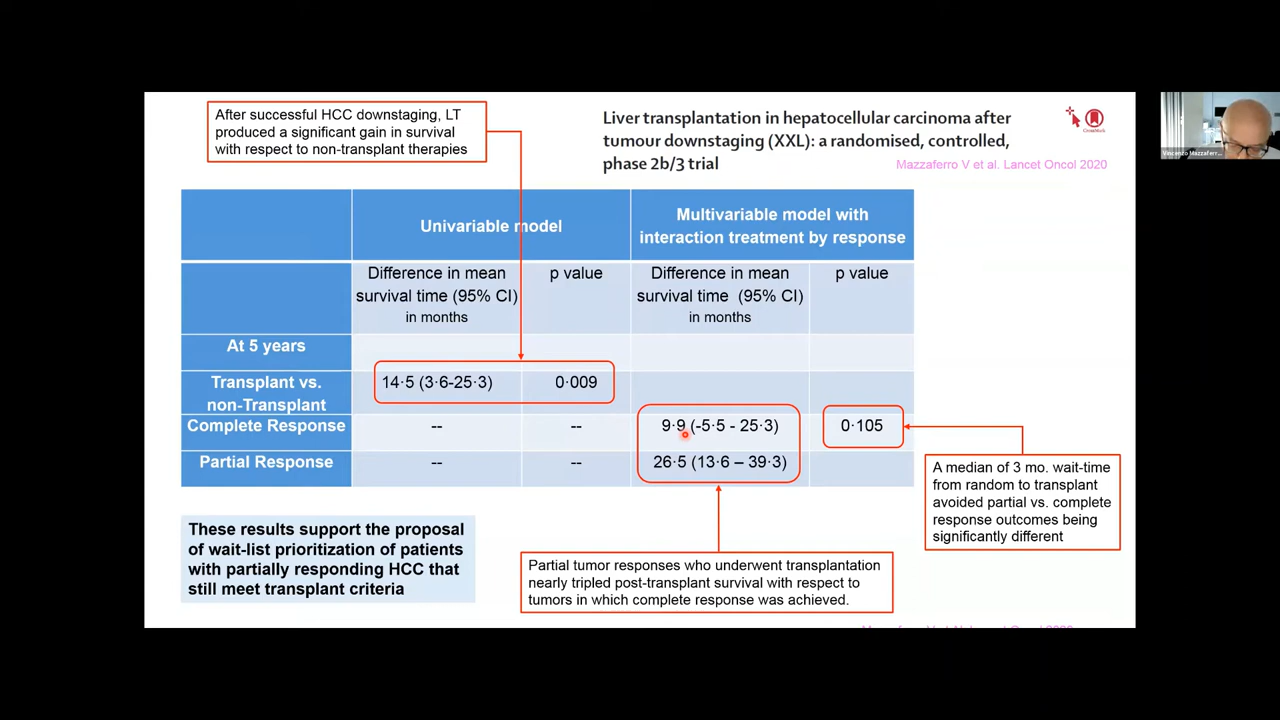 After successful HCC downstaging, LT
produced a significant gain in survival
with respect to non-transplant therapies
Liver transplantation in hepatocellular carcinoma after
tumour downstaging (XXL): a randomised, controlled,
phase 2b/3 trial
Mazzaferro V et al. Lancet Oncol 2020
CrossMark
Vincenzo Mazzaferr...
Univariable model
Multivariable model with
interaction treatment by response
Difference in mean
survival time (95% CI)
in months
p value
Difference in mean
survival time (95% CI)
in months
p value
At 5 years
Transplant vs.
non-Transplant
14·5 (3·6-25·3)
0·009
Complete Response
--
--
9·9 (-5·5 - 25·3)
0·105
Partial Response
--
--
26·5 (13·6 – 39·3)
A median of 3 mo. wait-time
from random to transplant
avoided partial vs. complete
response outcomes being
significantly different
These results support the proposal
of wait-list prioritization of patients
with partially responding HCC that
still meet transplant criteria
Partial tumor responses who underwent transplantation
nearly tripled post-transplant survival with respect to
tumors in which complete response was achieved.